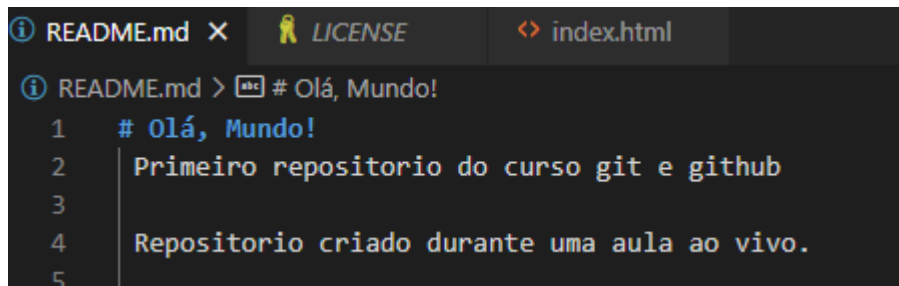 README.md × LICENSE <> index.html
README.md > abc # Olá, Mundo!
1 # Olá, Mundo!
2 Primeiro repositorio do curso git e github
3
4 Repositorio criado durante uma aula ao vivo.
5